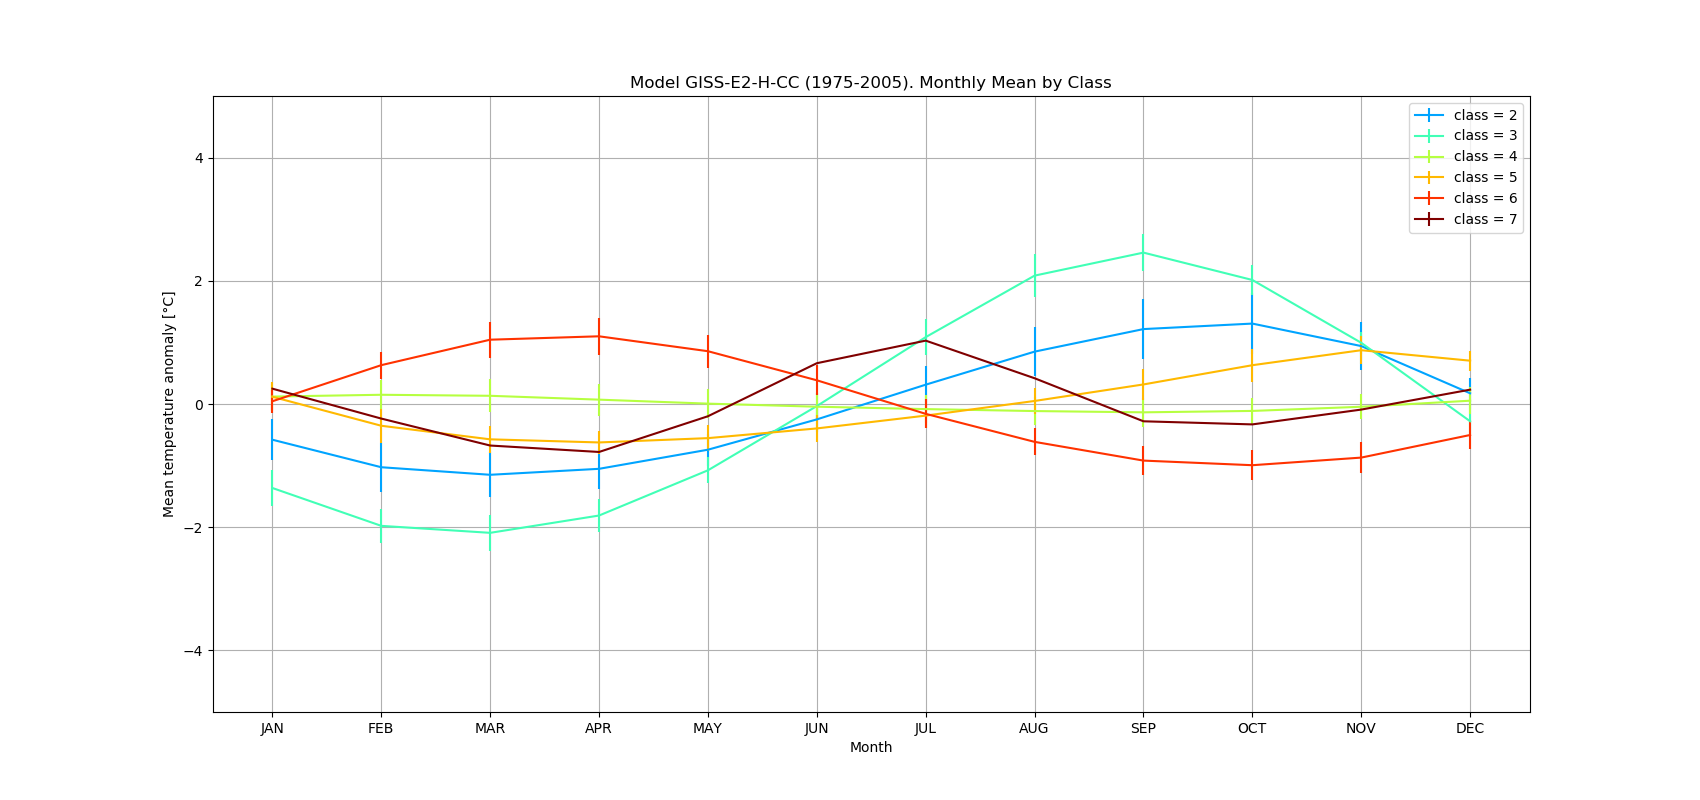 Model GISS-E2-H-CC (1975-2005). Monthly Mean by Class
class = 2
class = 3
class = 4
class = 5
class = 6
class = 7
Mean temperature anomaly [°C]
4
2
0
−2
−4
JAN FEB MAR APR MAY JUN JUL AUG SEP OCT NOV DEC
Month